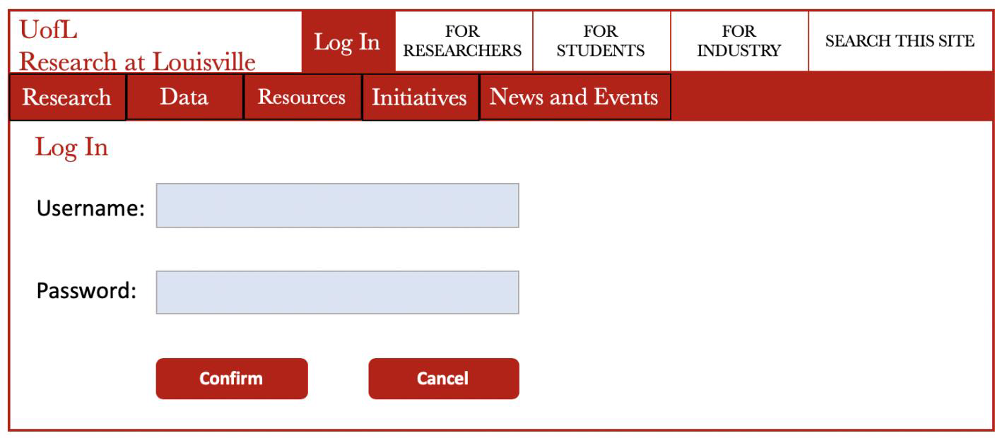 UofL
Research at Louisville
Log In
FOR
RESEARCHERS
FOR
STUDENTS
FOR
INDUSTRY
SEARCH THIS SITE
Research
Data
Resources
Initiatives
News and Events
Log In
Username:
Password:
Confirm
Cancel